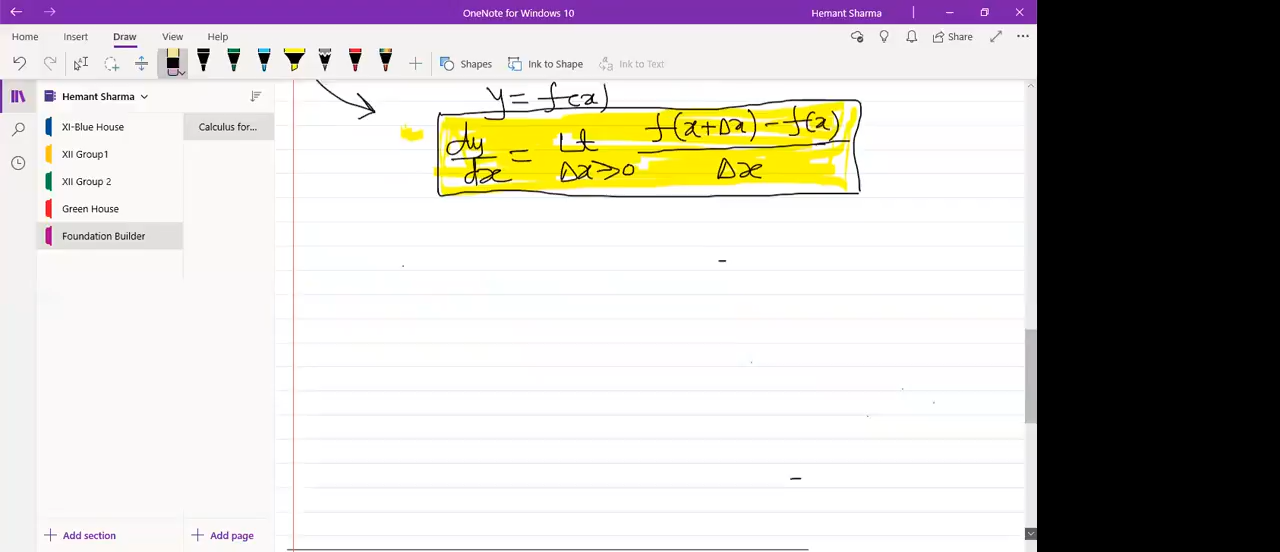 OneNote for Windows 10
Hemant Sharma
Home Insert Draw View Help
Share
Shapes Ink to Shape Ink to Text
Hemant Sharma
XI-Blue House
XII Group1
XII Group 2
Green House
Foundation Builder
Calculus for...
y = f(x)
dy/dx = Lt Δx→0 f(x+Δx) − f(x) / Δx
Add section
Add page